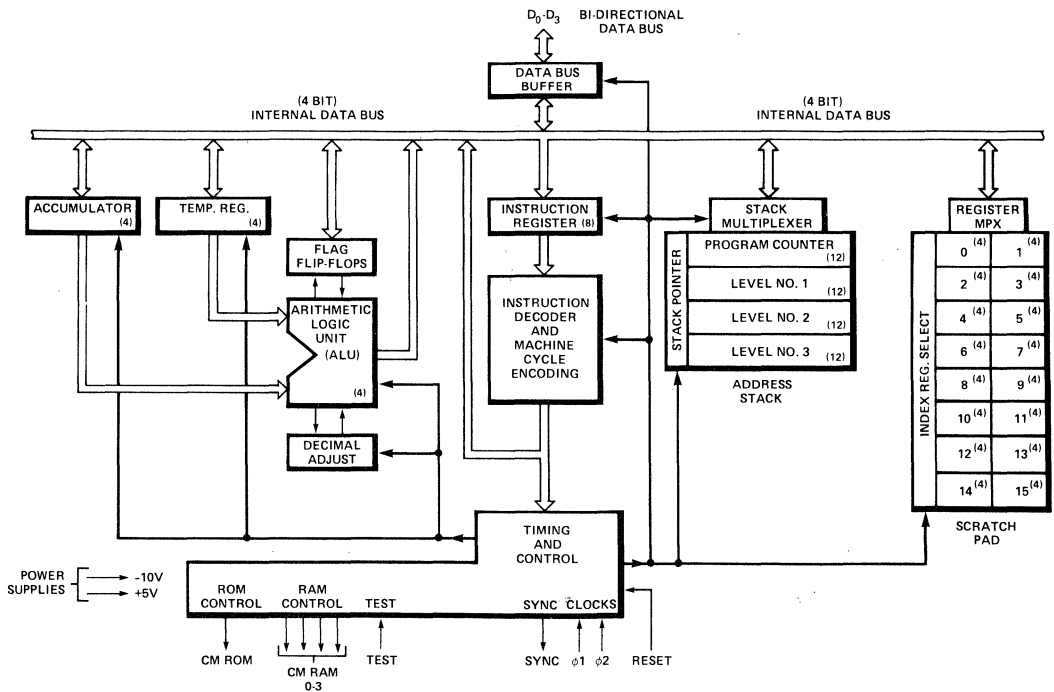 D0-D3 BI-DIRECTIONAL
DATA BUS
DATA BUS
BUFFER
(4 BIT)
INTERNAL DATA BUS
(4 BIT)
INTERNAL DATA BUS
ACCUMULATOR
(4)
TEMP. REG.
(4)
FLAG
FLIP-FLOPS
ARITHMETIC
LOGIC
UNIT
(ALU)
(4)
DECIMAL
ADJUST
INSTRUCTION
REGISTER (8)
INSTRUCTION
DECODER
AND
MACHINE
CYCLE
ENCODING
STACK
MULTIPLEXER
STACK POINTER
PROGRAM COUNTER
(12)
LEVEL NO. 1
(12)
LEVEL NO. 2
(12)
LEVEL NO. 3
(12)
ADDRESS
STACK
REGISTER
MPX
INDEX REG. SELECT
0 (4) 1 (4)
2 (4) 3 (4)
4 (4) 5 (4)
6 (4) 7 (4)
8 (4) 9 (4)
10 (4) 11 (4)
12 (4) 13 (4)
14 (4) 15 (4)
SCRATCH
PAD
TIMING
AND
CONTROL
POWER
SUPPLIES
-10V
+5V
ROM
CONTROL
RAM
CONTROL
TEST
SYNC CLOCKS
CM ROM
CM RAM
0-3
TEST
SYNC
φ1 φ2
RESET